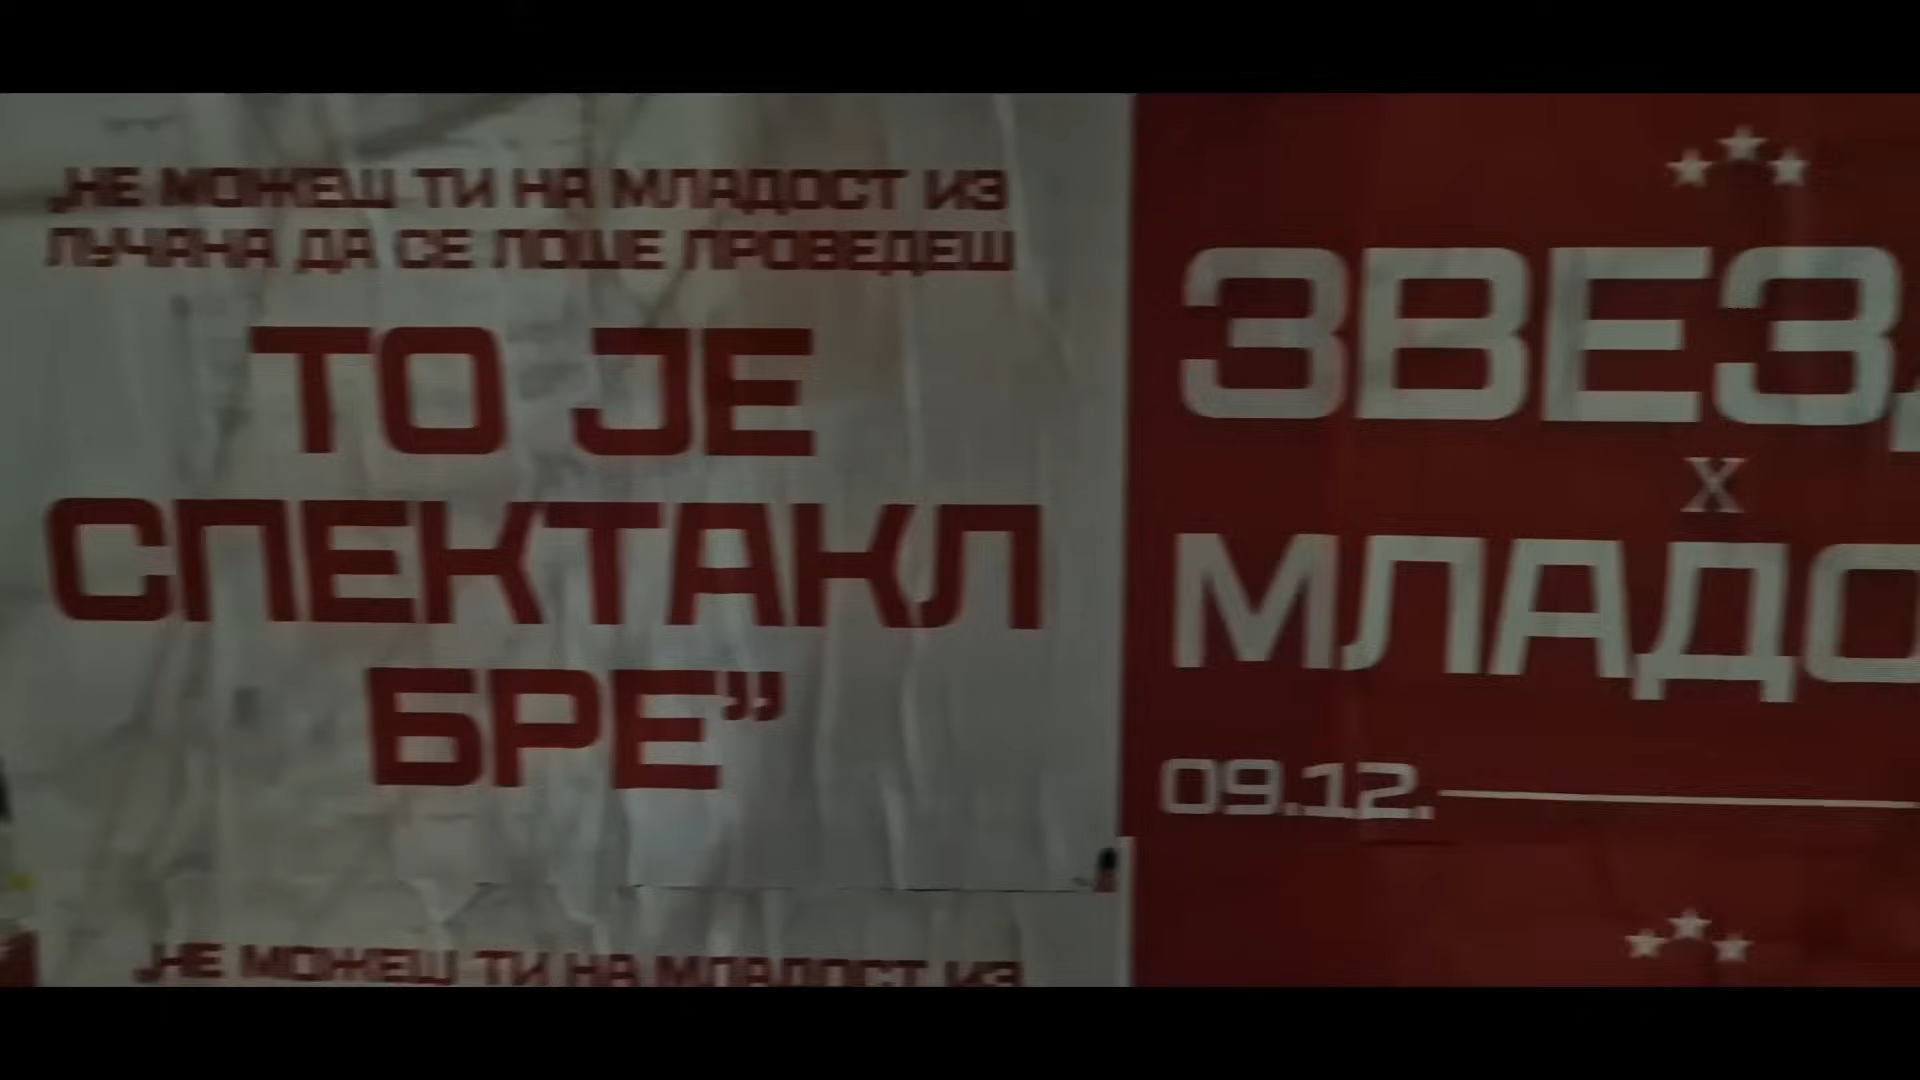 „НЕ МОЖЕШ ТИ НА МЛАДОСТ ИЗ
ЛУЧАНА ДА СЕ ЛОШЕ ПРОВЕДЕШ
ТО ЈЕ
СПЕКТАКЛ
БРЕ”
„НЕ МОЖЕШ ТИ НА МЛАДОСТ ИЗ
ЗВЕЗД
X
МЛАДО
09.12.